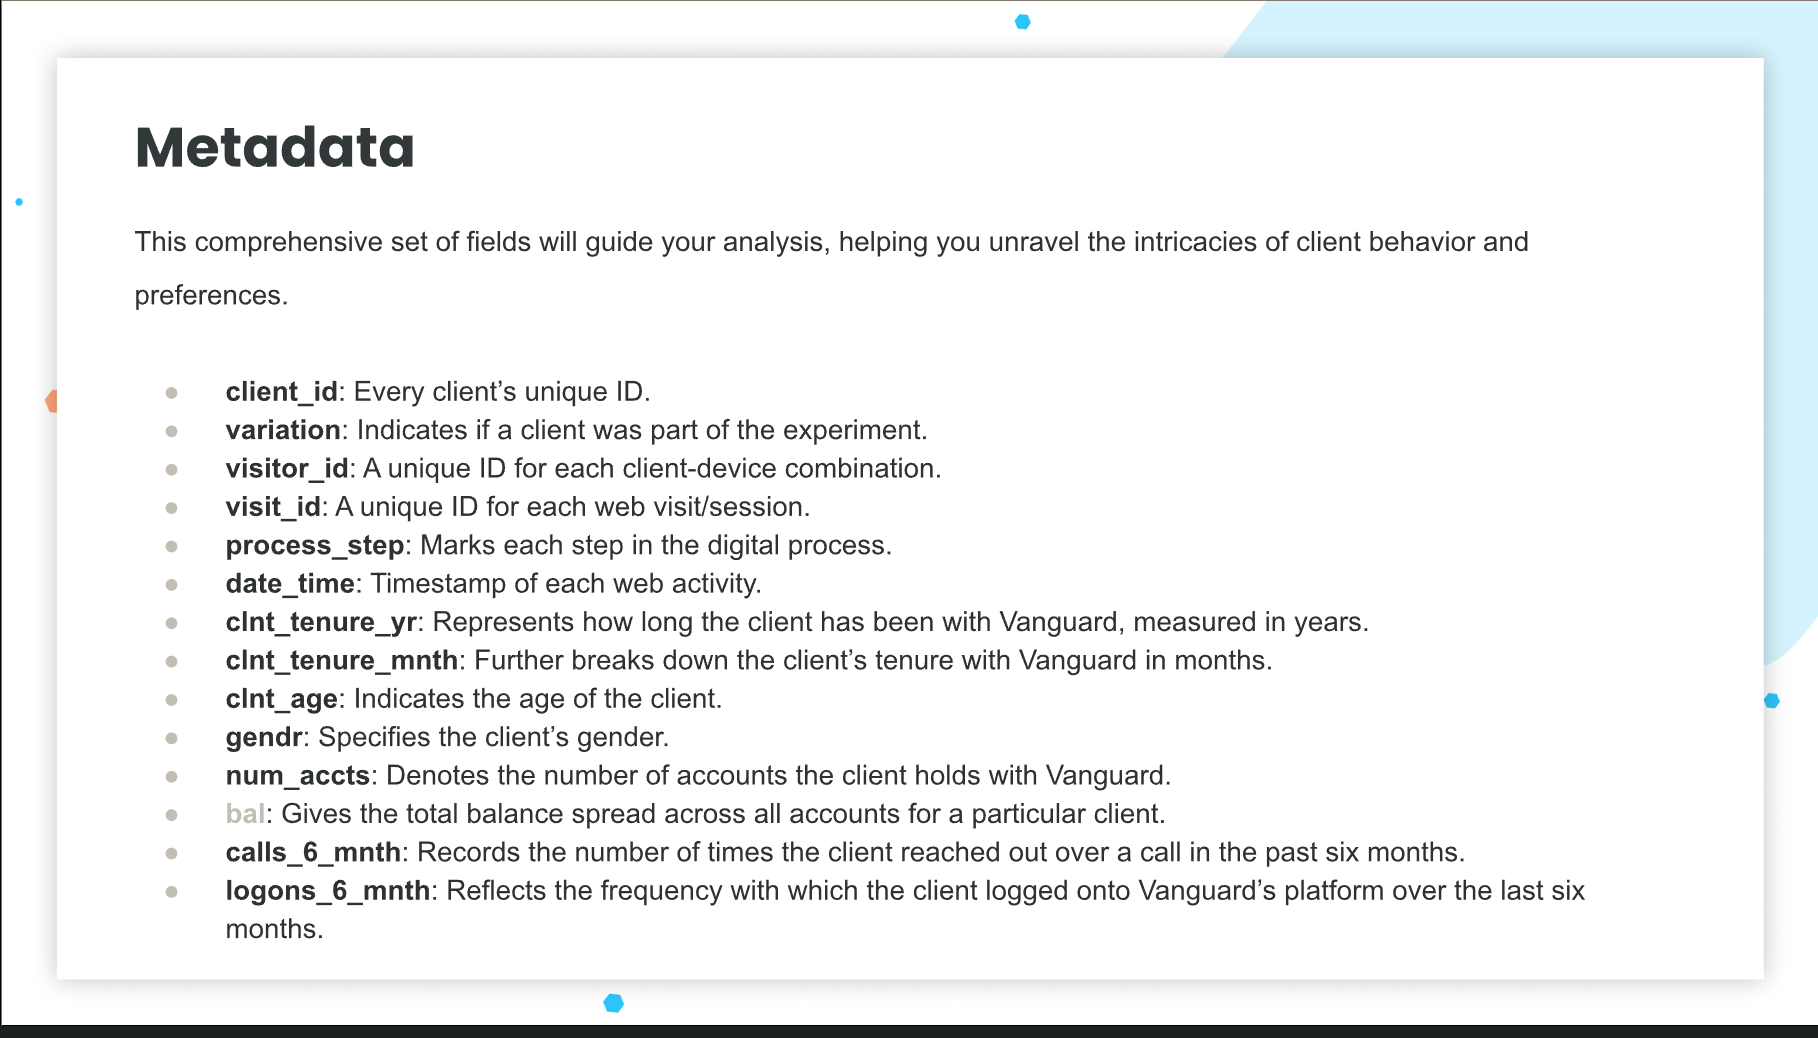 Metadata
This comprehensive set of fields will guide your analysis, helping you unravel the intricacies of client behavior and
preferences.
● client_id: Every client’s unique ID.
● variation: Indicates if a client was part of the experiment.
● visitor_id: A unique ID for each client-device combination.
● visit_id: A unique ID for each web visit/session.
● process_step: Marks each step in the digital process.
● date_time: Timestamp of each web activity.
● clnt_tenure_yr: Represents how long the client has been with Vanguard, measured in years.
● clnt_tenure_mnth: Further breaks down the client’s tenure with Vanguard in months.
● clnt_age: Indicates the age of the client.
● gendr: Specifies the client’s gender.
● num_accts: Denotes the number of accounts the client holds with Vanguard.
● bal: Gives the total balance spread across all accounts for a particular client.
● calls_6_mnth: Records the number of times the client reached out over a call in the past six months.
● logons_6_mnth: Reflects the frequency with which the client logged onto Vanguard’s platform over the last six
months.